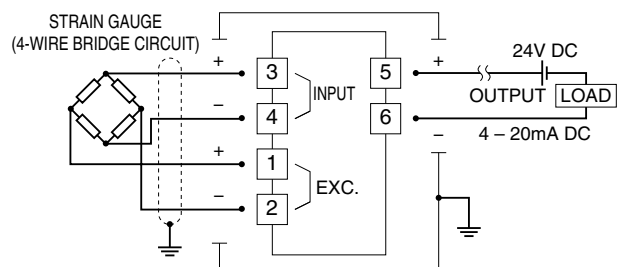 STRAIN GAUGE
(4-WIRE BRIDGE CIRCUIT)
+
3
INPUT
–
4
+
1
EXC.
–
2
5
+
24V DC
OUTPUT
LOAD
6
–
4 – 20mA DC